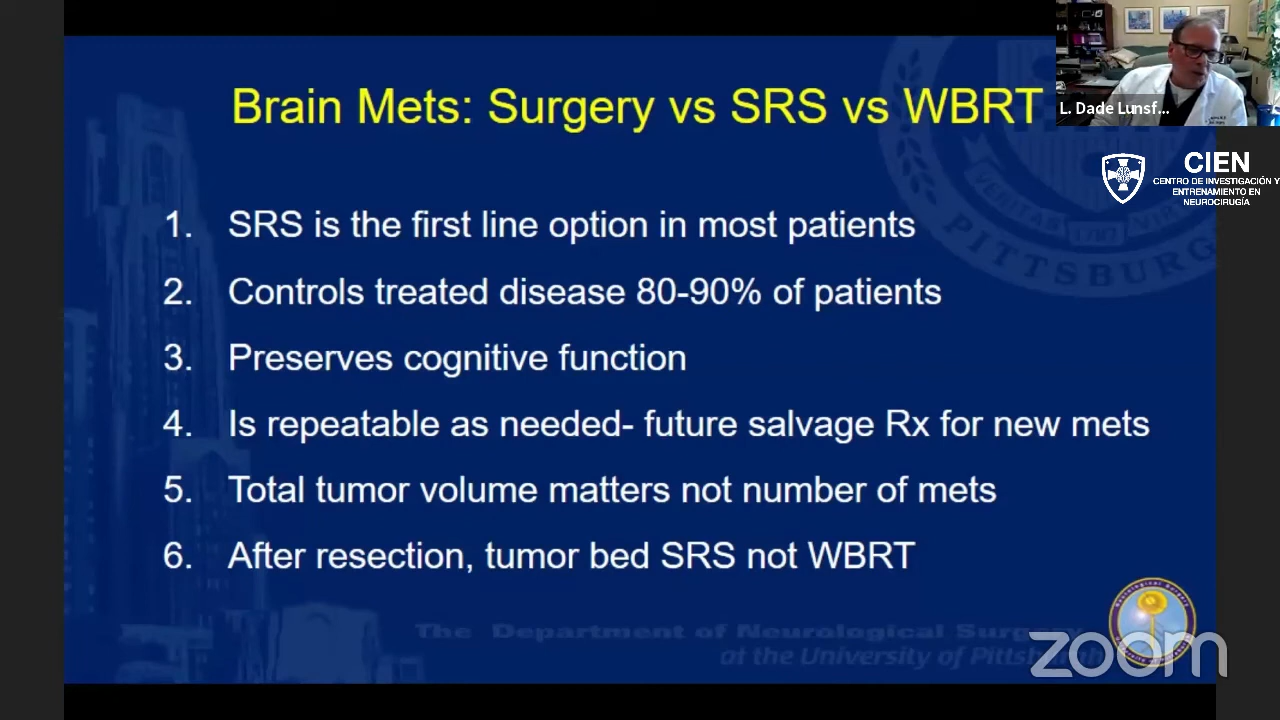 Brain Mets: Surgery vs SRS vs WBRT
L. Dade Lunsf...
CIEN
CENTRO DE INVESTIGACIÓN Y
ENTRENAMIENTO EN
NEUROCIRUGÍA
1. SRS is the first line option in most patients
2. Controls treated disease 80-90% of patients
3. Preserves cognitive function
4. Is repeatable as needed- future salvage Rx for new mets
5. Total tumor volume matters not number of mets
6. After resection, tumor bed SRS not WBRT
VERITAS
1787
PITTSBURG
The Department of Neurological Surgery
at the University of Pittsburgh
zoom